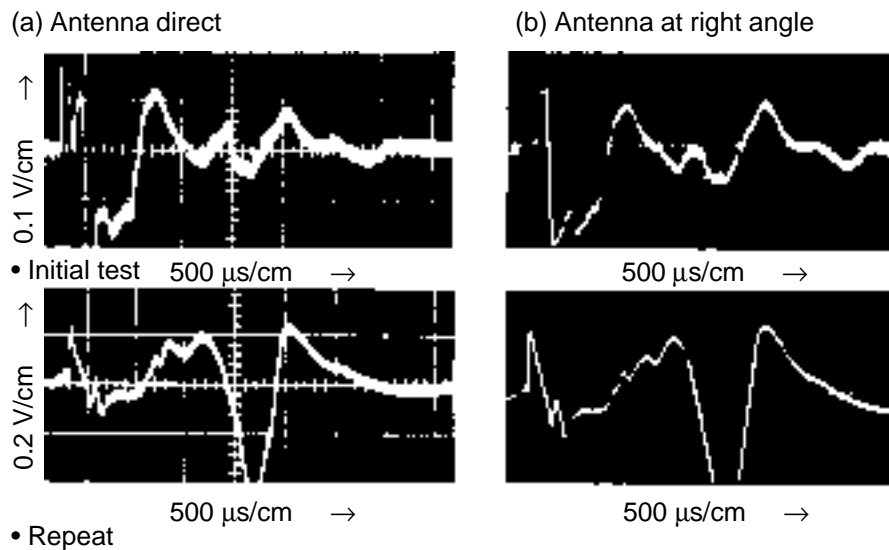 (a) Antenna direct
(b) Antenna at right angle
0.1 V/cm →
• Initial test
500 μs/cm →
500 μs/cm →
0.2 V/cm →
500 μs/cm →
500 μs/cm →
• Repeat